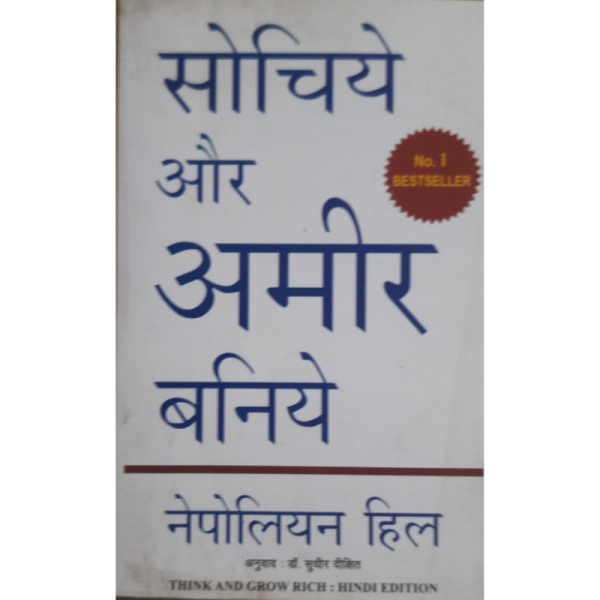 सोचिये
और
No. 1
BESTSELLER
अमीर
बनिये
नेपोलियन हिल
अनुवाद : डॉ. सुधीर दीक्षित
THINK AND GROW RICH : HINDI EDITION